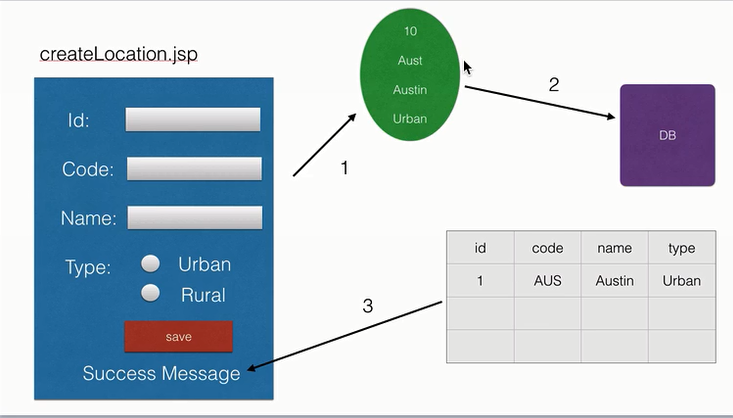 createLocation.jsp
Id:
Code:
Name:
Type:
Urban
Rural
save
Success Message
1
10
Aust
Austin
Urban
2
DB
id code name type
1 AUS Austin Urban
3